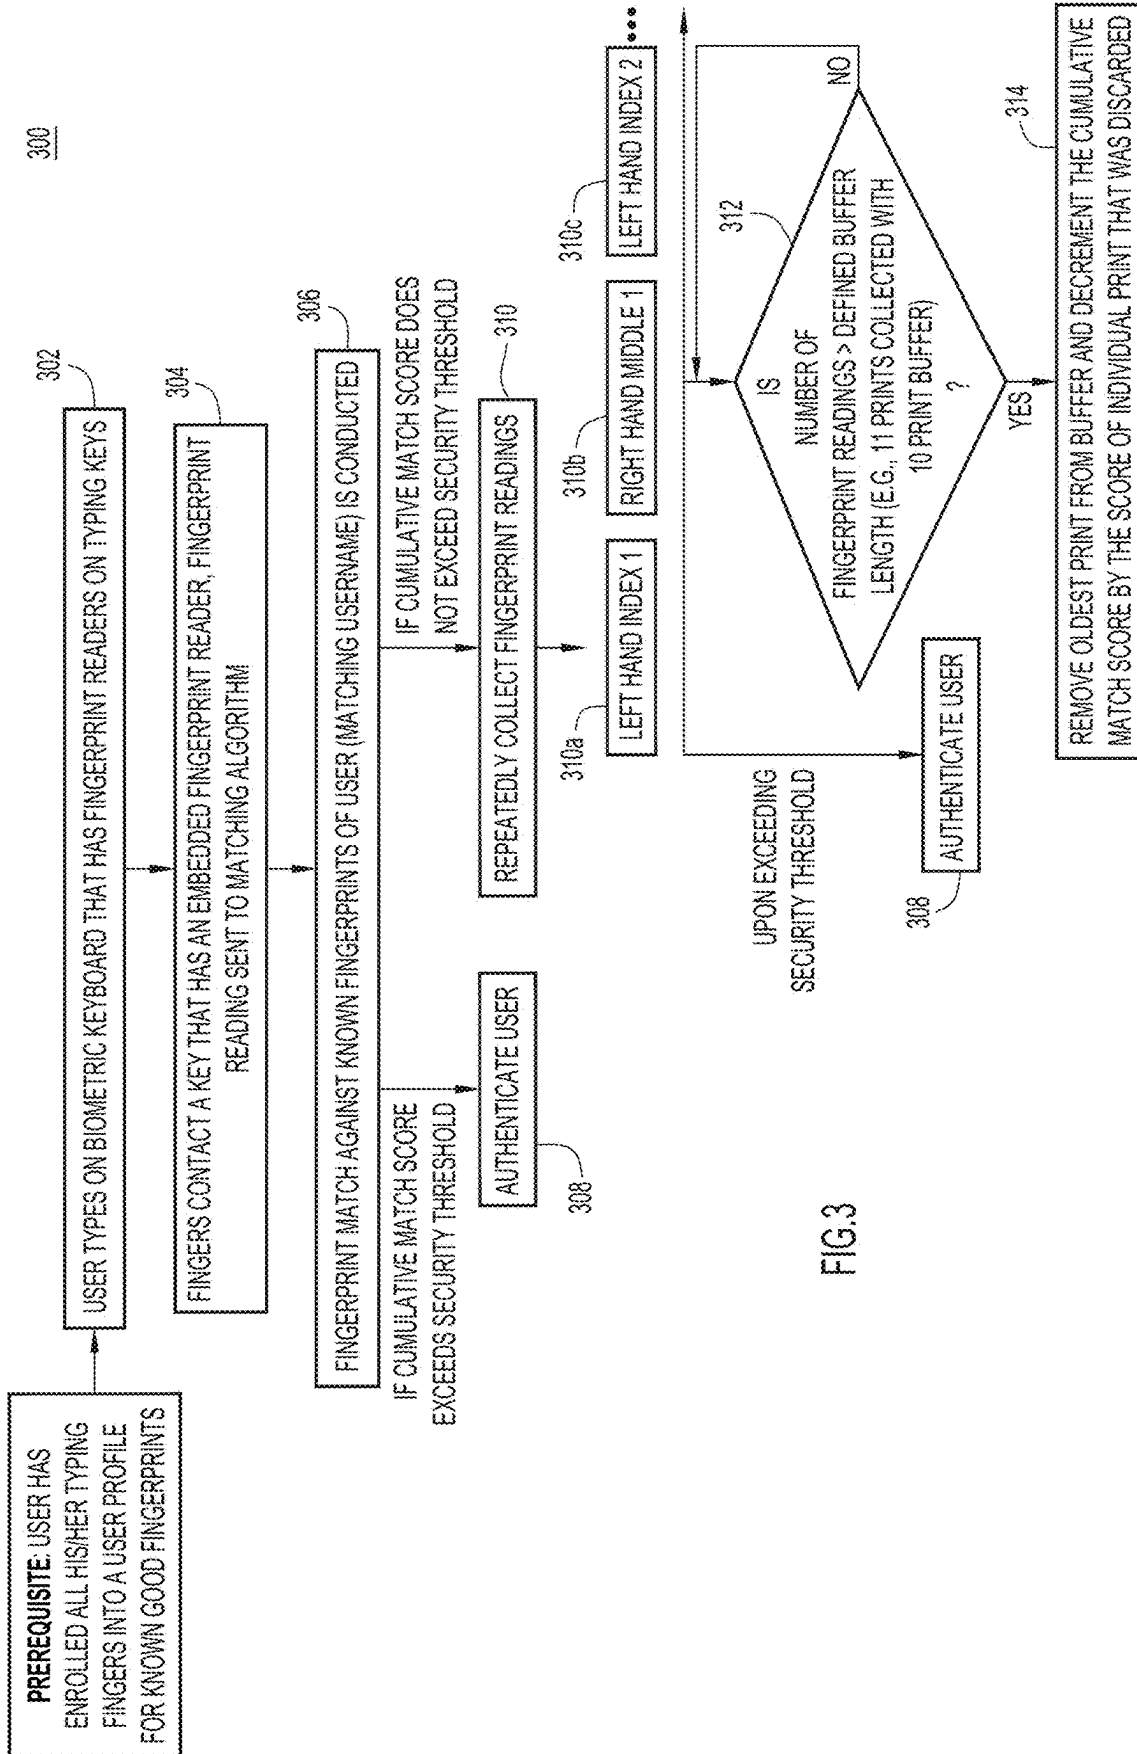 300
PREREQUISITE: USER HAS
ENROLLED ALL HIS/HER TYPING
FINGERS INTO A USER PROFILE
FOR KNOWN GOOD FINGERPRINTS
302
USER TYPES ON BIOMETRIC KEYBOARD THAT HAS FINGERPRINT READERS ON TYPING KEYS
304
FINGERS CONTACT A KEY THAT HAS AN EMBEDDED FINGERPRINT READER, FINGERPRINT
READING SENT TO MATCHING ALGORITHM
306
FINGERPRINT MATCH AGAINST KNOWN FINGERPRINTS OF USER (MATCHING USERNAME) IS CONDUCTED
IF CUMULATIVE MATCH SCORE
EXCEEDS SECURITY THRESHOLD
AUTHENTICATE USER
308
IF CUMULATIVE MATCH SCORE DOES
NOT EXCEED SECURITY THRESHOLD
310
REPEATEDLY COLLECT FINGERPRINT READINGS
310a
LEFT HAND INDEX 1
310b
RIGHT HAND MIDDLE 1
310c
LEFT HAND INDEX 2
•••
UPON EXCEEDING
SECURITY THRESHOLD
AUTHENTICATE USER
308
312
IS
NUMBER OF
FINGERPRINT READINGS > DEFINED BUFFER
LENGTH (E.G., 11 PRINTS COLLECTED WITH
10 PRINT BUFFER)
?
NO
YES
314
REMOVE OLDEST PRINT FROM BUFFER AND DECREMENT THE CUMULATIVE
MATCH SCORE BY THE SCORE OF INDIVIDUAL PRINT THAT WAS DISCARDED
FIG.3